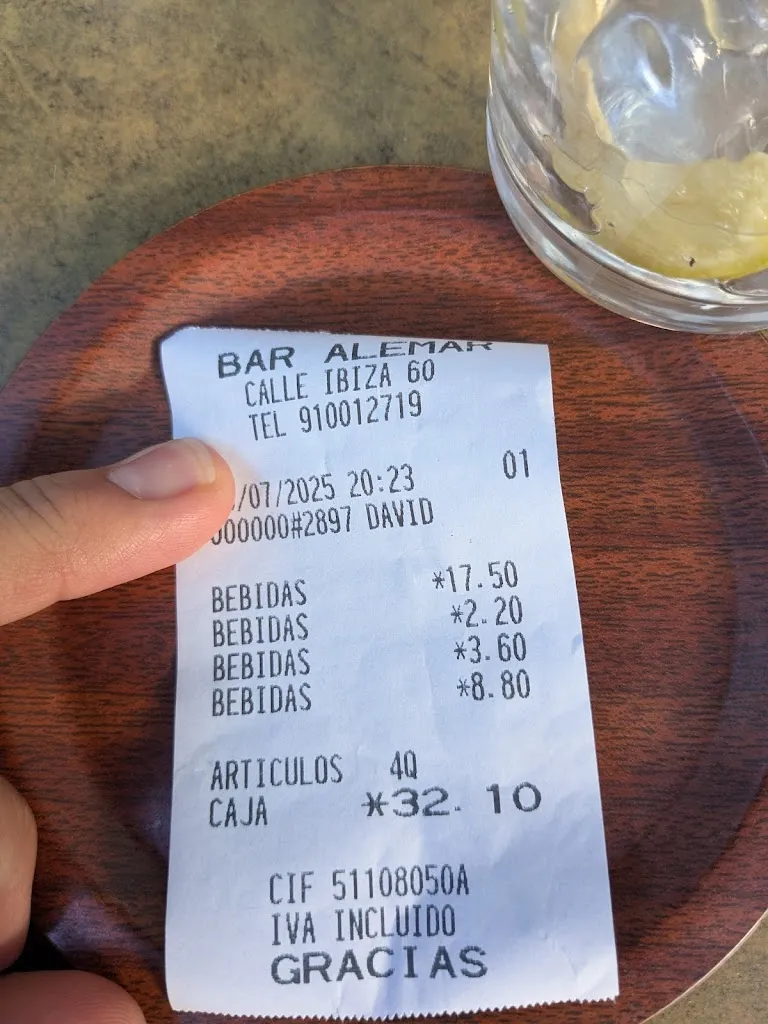 BAR ALEMAR
CALLE IBIZA 60
TEL 910012719
01
/07/2025 20:23
000000#2897 DAVID
BEBIDAS *17.50
BEBIDAS *2.20
BEBIDAS *3.60
BEBIDAS *8.80
ARTICULOS 4Q
CAJA *32.10
CIF 51108050A
IVA INCLUIDO
GRACIAS